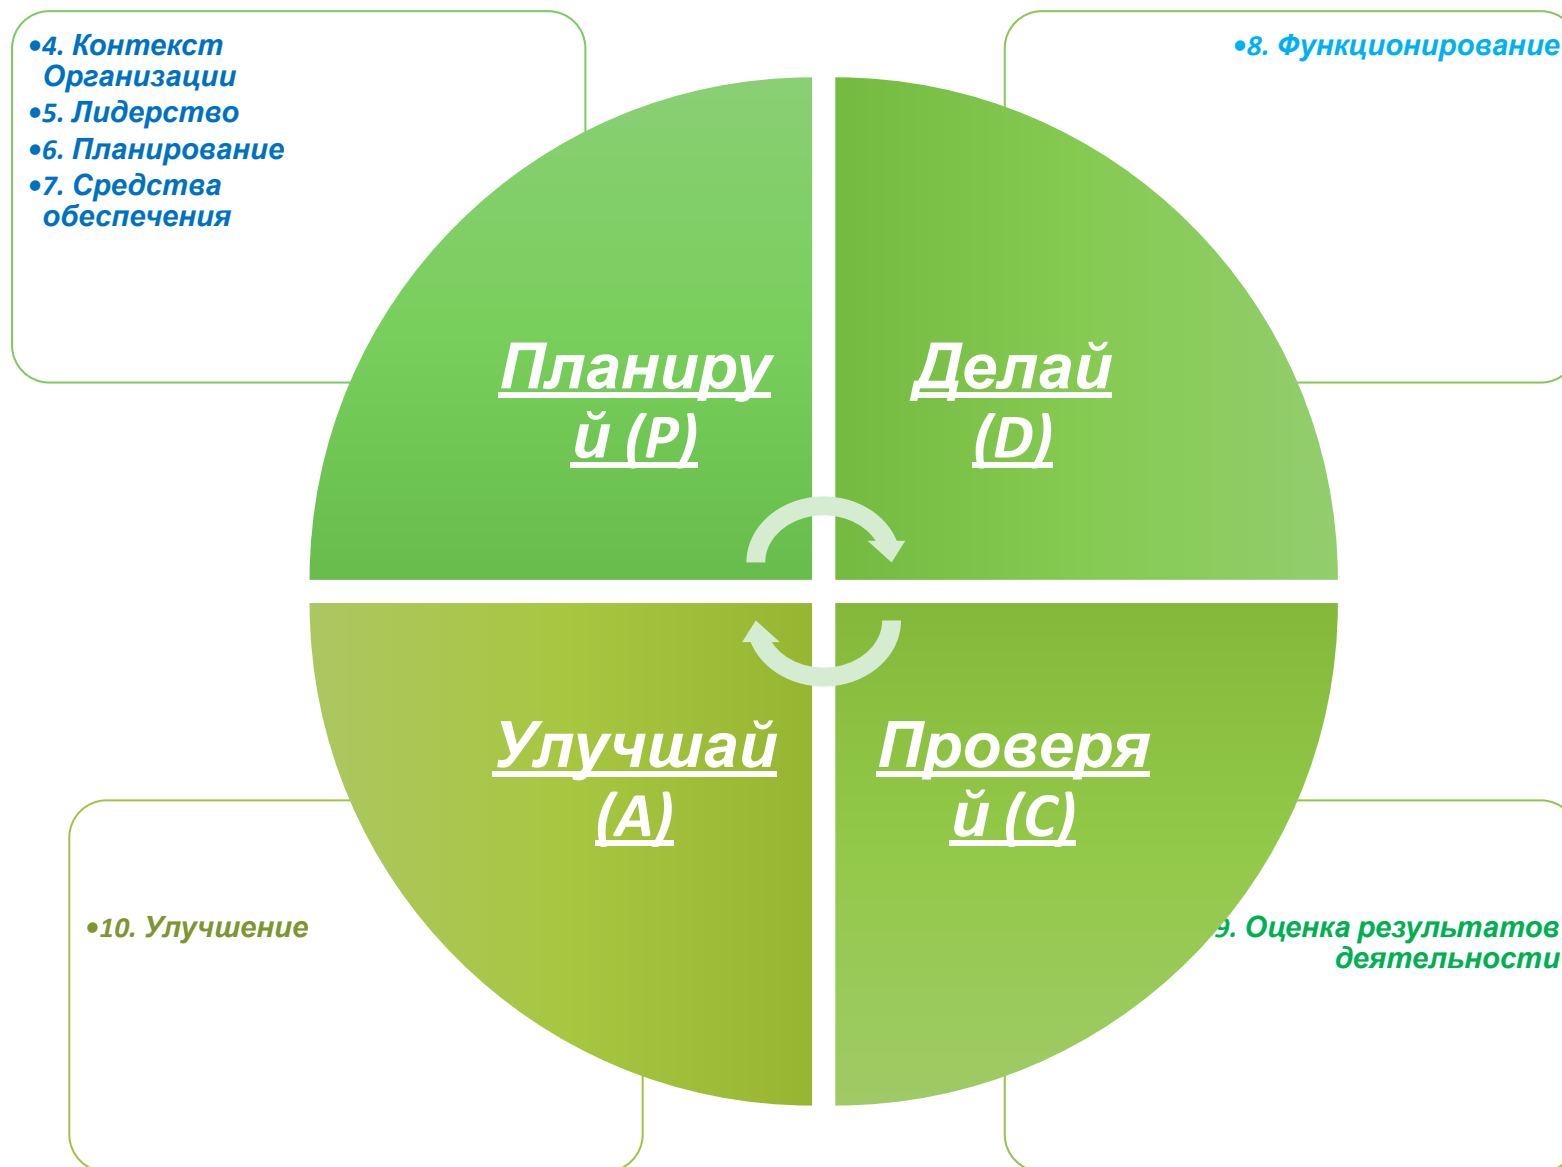 •4. Контекст
Организации
•5. Лидерство
•6. Планирование
•7. Средства
обеспечения
•8. Функционирование
Планиру
й (P)
Делай
(D)
Улучшай
(A)
Проверя
й (C)
•10. Улучшение
9. Оценка результатов
деятельности